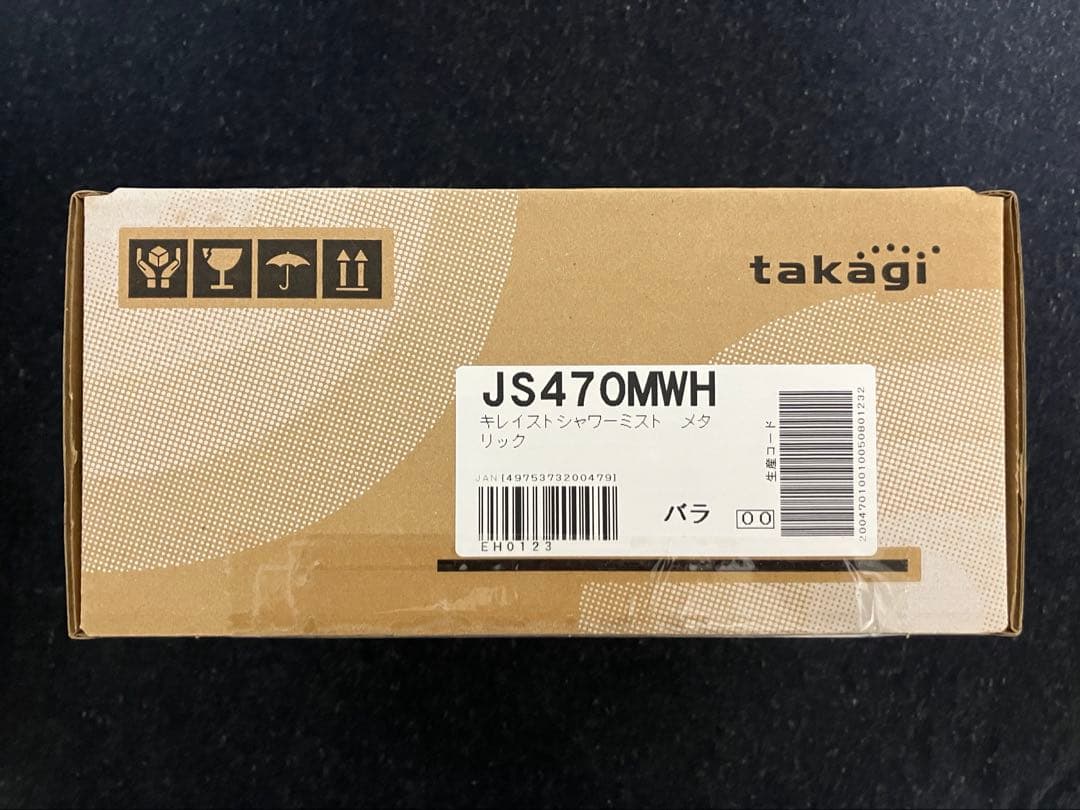 takagi
JS470MWH
キレイストシャワーミスト　メタ
リック
JAN[4975373200479]
EH0123
バラ
00
生産コード
20047010010050801232